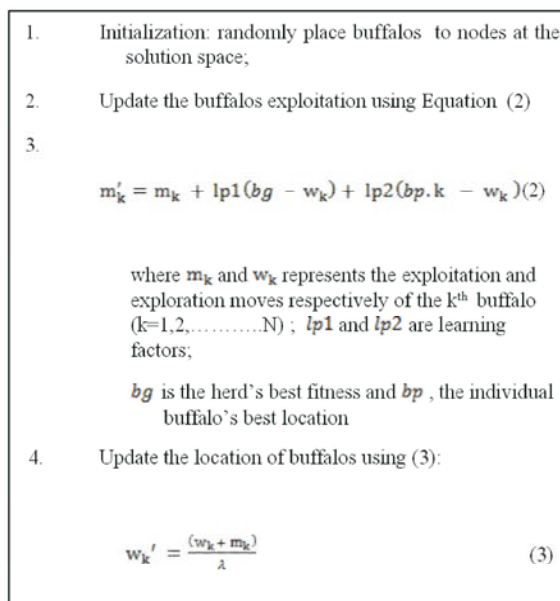 1. Initialization: randomly place buffalos to nodes at the
solution space;
2. Update the buffalos exploitation using Equation (2)
3.
m′ₖ = mₖ + lp1(bg − wₖ) + lp2(bp.k − wₖ)(2)
where mₖ and wₖ represents the exploitation and
exploration moves respectively of the kᵗʰ buffalo
(k=1,2,..........N) ; lp1 and lp2 are learning
factors;
bg is the herd's best fitness and bp , the individual
buffalo's best location
4. Update the location of buffalos using (3):
wₖ′ = (wₖ + mₖ)/λ (3)